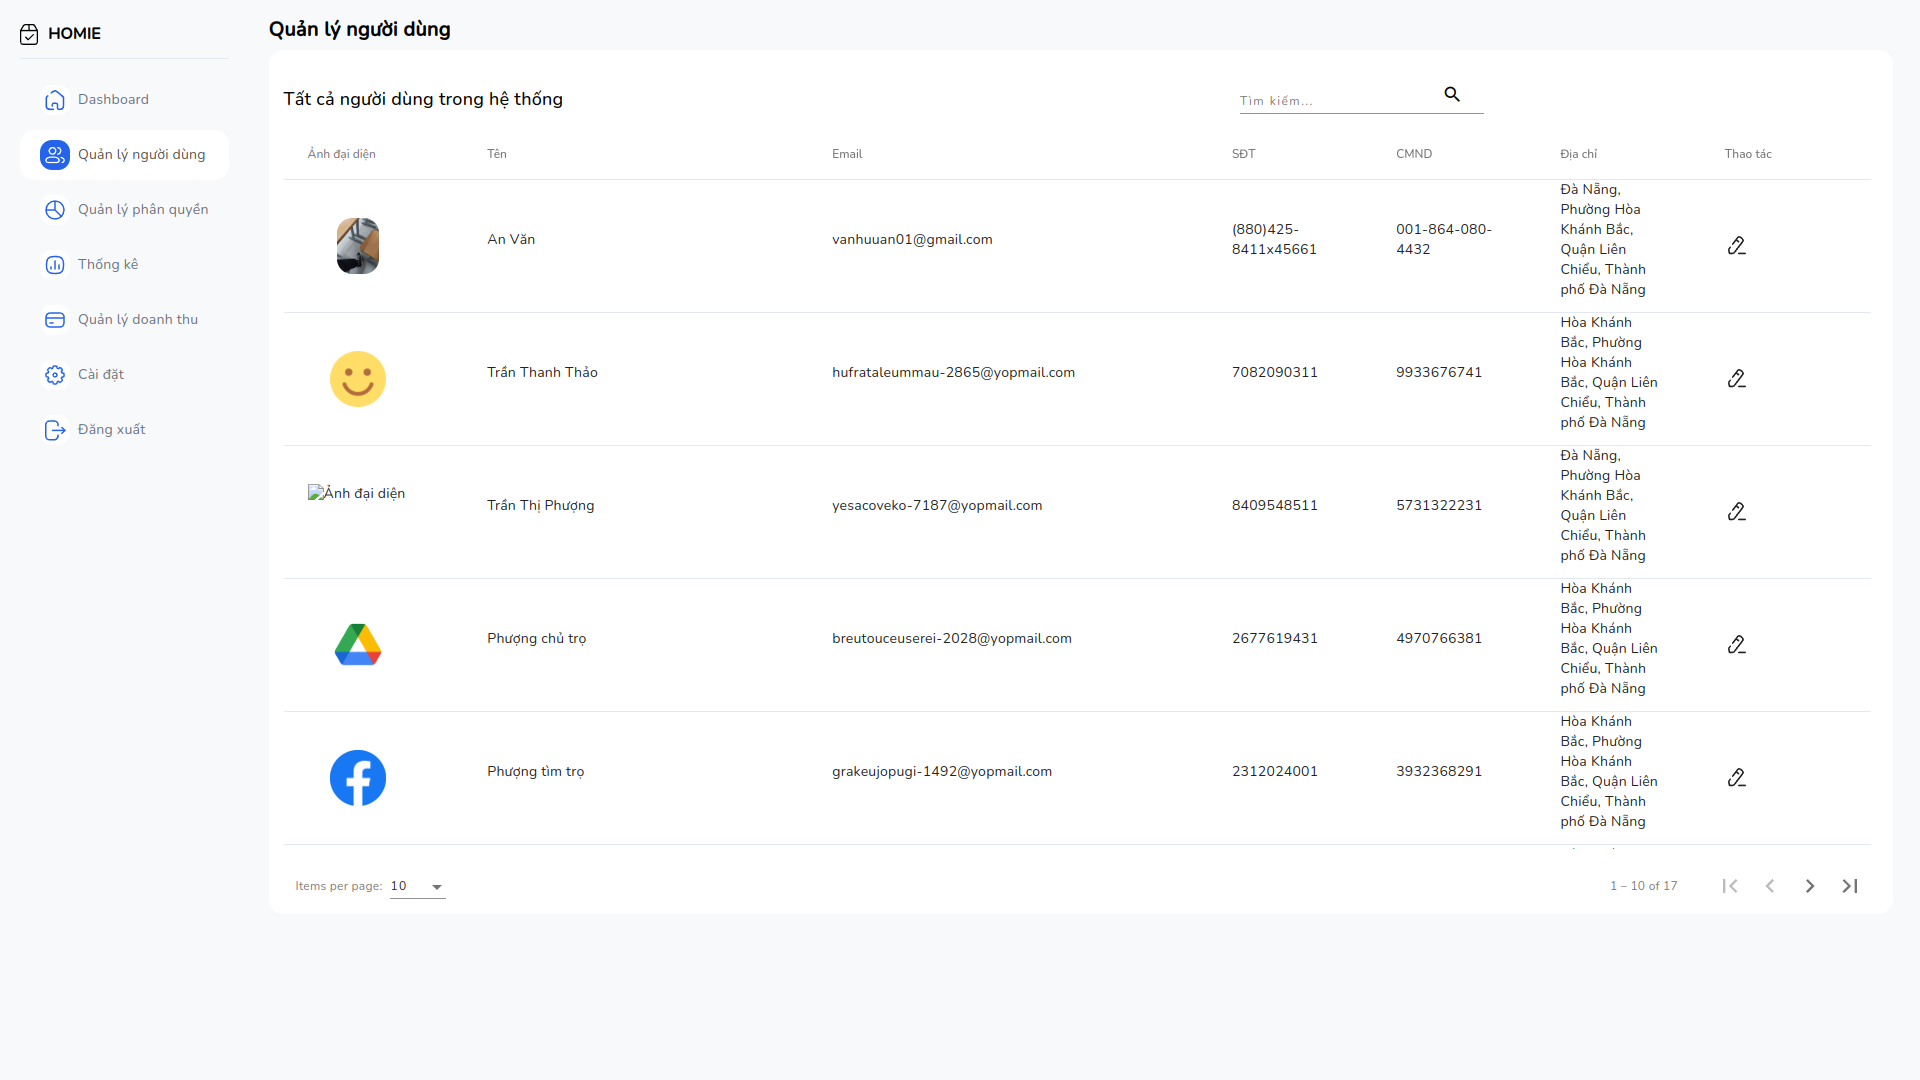 HOMIE
Dashboard
Quản lý người dùng
Quản lý phân quyền
Thống kê
Quản lý doanh thu
Cài đặt
Đăng xuất
Quản lý người dùng
Tất cả người dùng trong hệ thống
Tìm kiếm...
Ảnh đại diện Tên Email SĐT CMND Địa chỉ Thao tác
An Văn vanhuuan01@gmail.com
(880)425-
8411x45661
001-864-080-
4432
Đà Nẵng,
Phường Hòa
Khánh Bắc,
Quận Liên
Chiểu, Thành
phố Đà Nẵng
Trần Thanh Thảo hufrataleummau-2865@yopmail.com 7082090311 9933676741
Hòa Khánh
Bắc, Phường
Hòa Khánh
Bắc, Quận Liên
Chiểu, Thành
phố Đà Nẵng
Ảnh đại diện
Trần Thị Phượng yesacoveko-7187@yopmail.com 8409548511 5731322231
Đà Nẵng,
Phường Hòa
Khánh Bắc,
Quận Liên
Chiểu, Thành
phố Đà Nẵng
Phượng chủ trọ breutouceuserei-2028@yopmail.com 2677619431 4970766381
Hòa Khánh
Bắc, Phường
Hòa Khánh
Bắc, Quận Liên
Chiểu, Thành
phố Đà Nẵng
Phượng tìm trọ grakeujopugi-1492@yopmail.com 2312024001 3932368291
Hòa Khánh
Bắc, Phường
Hòa Khánh
Bắc, Quận Liên
Chiểu, Thành
phố Đà Nẵng
Items per page: 10
1 – 10 of 17